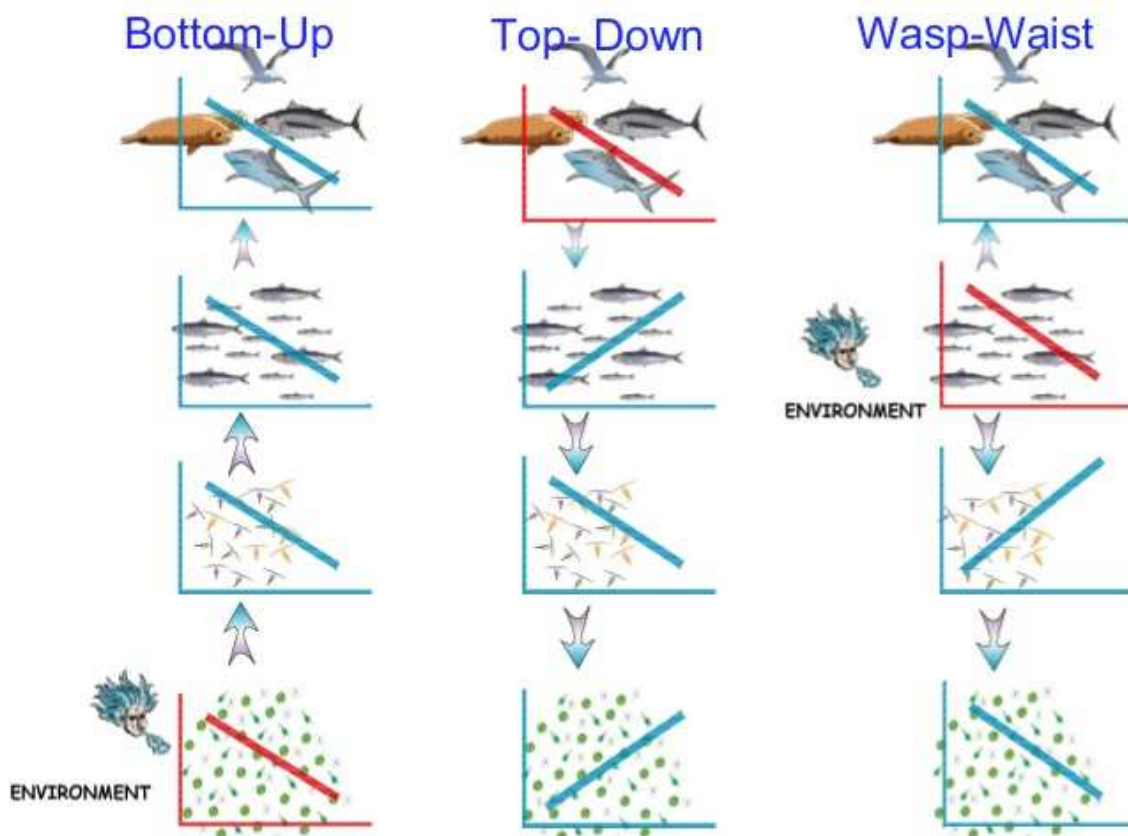 Bottom-Up
Top- Down
Wasp-Waist
ENVIRONMENT
ENVIRONMENT